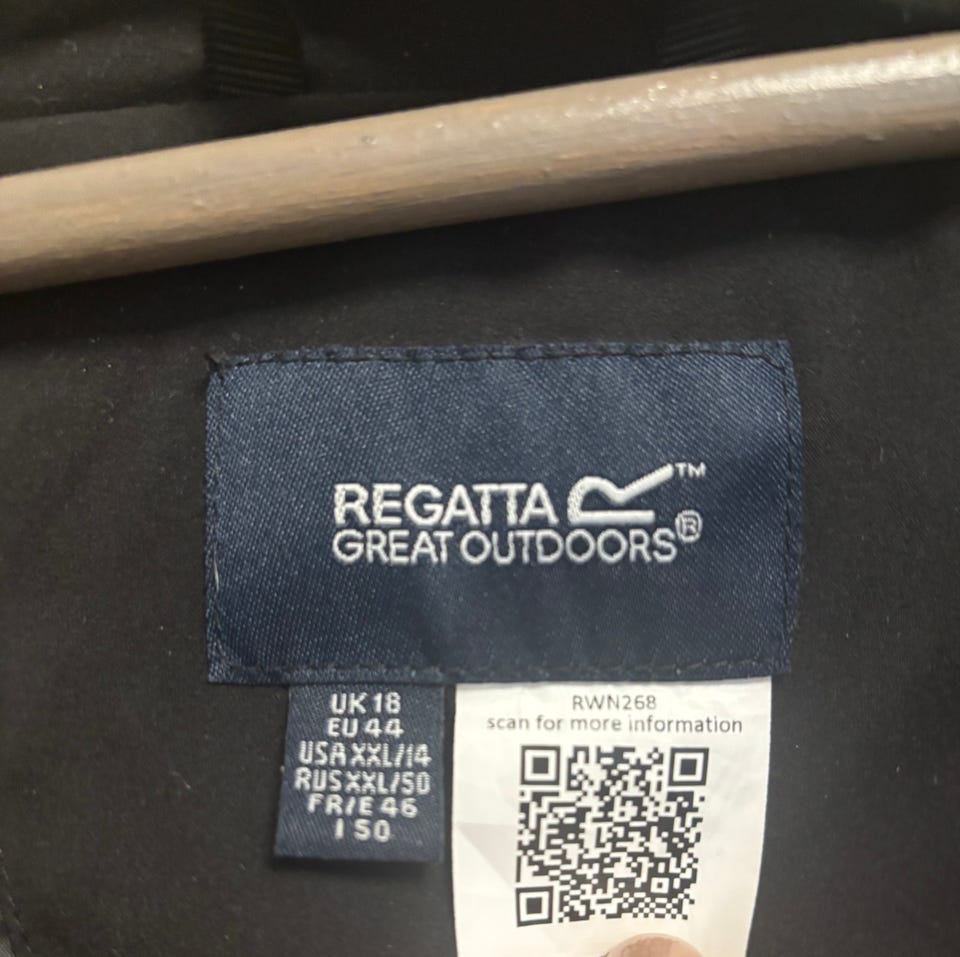 REGATTA
GREAT OUTDOORS®
UK 18
EU 44
USA XXL/14
RUS XXL/50
FR/E 46
I 50
RWN268
scan for more information